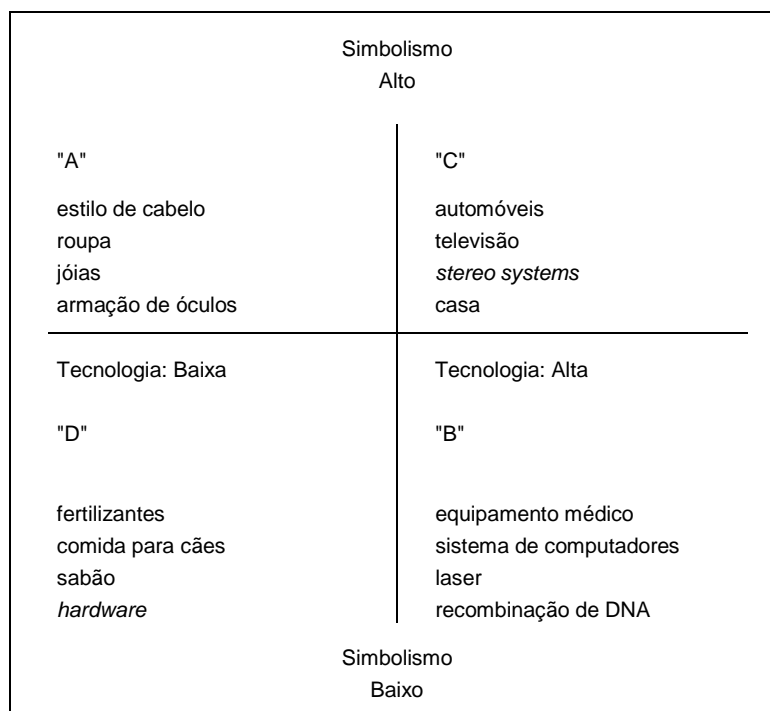 Simbolismo
Alto
"A"
estilo de cabelo
roupa
jóias
armação de óculos
"C"
automóveis
televisão
stereo systems
casa
Tecnologia: Baixa
Tecnologia: Alta
"D"
fertilizantes
comida para cães
sabão
hardware
"B"
equipamento médico
sistema de computadores
laser
recombinação de DNA
Simbolismo
Baixo